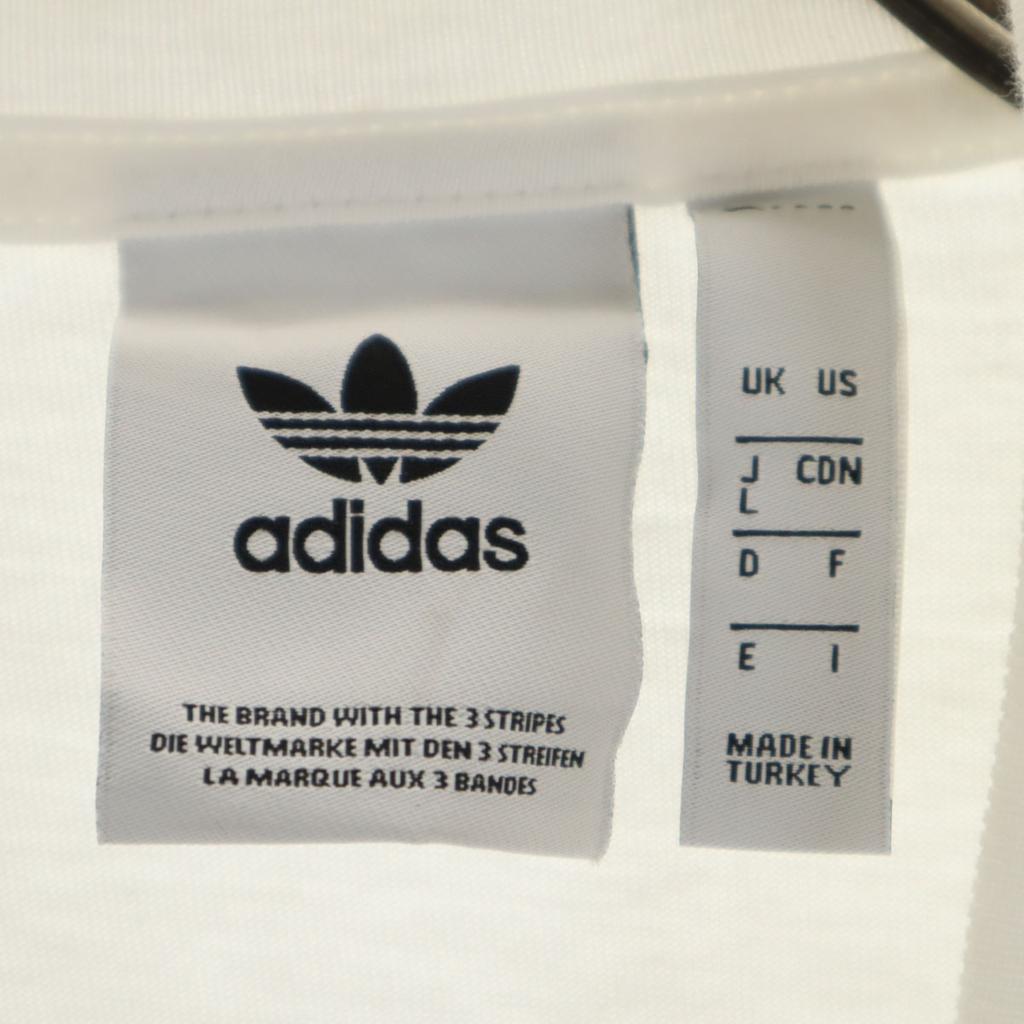 adidas
THE BRAND WITH THE 3 STRIPES
DIE WELTMARKE MIT DEN 3 STREIFEN
LA MARQUE AUX 3 BANDES
UK US
J CDN
L
D F
E I
MADE IN
TURKEY